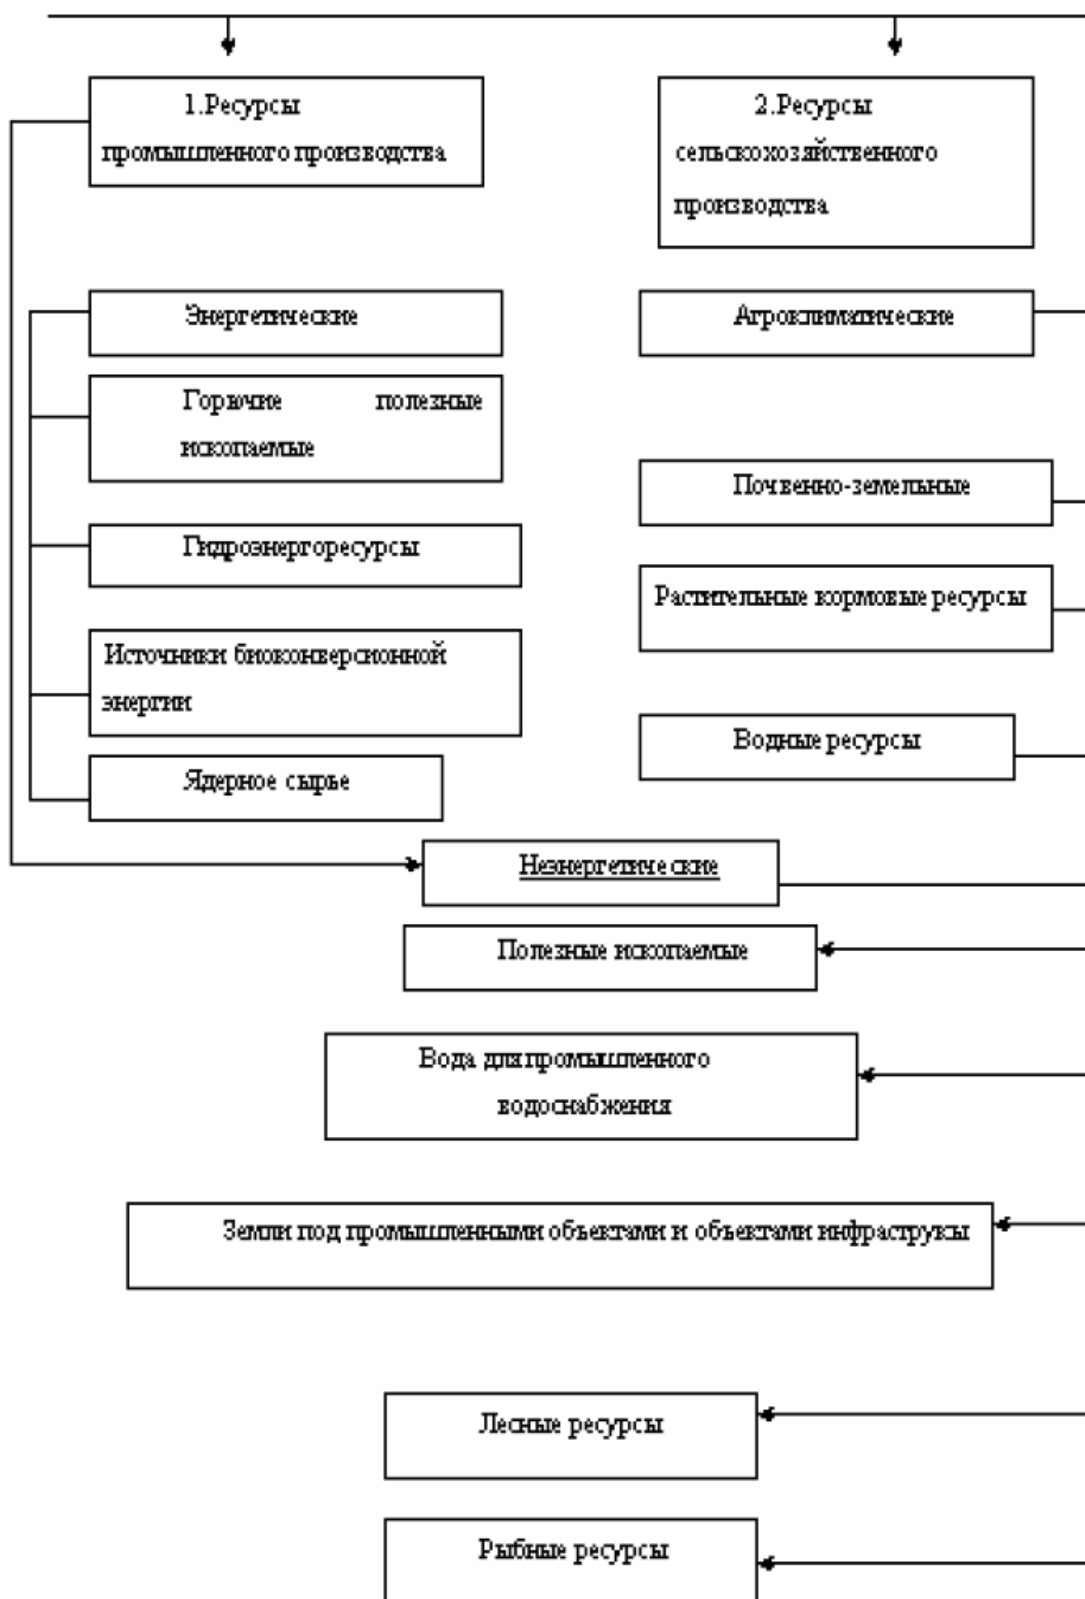 1.Ресурсы
промышленного производства
2.Ресурсы
сельскохозяйственного
производства
Энергетические
Агроклиматические
Горючие полезные
ископаемые
Почвенно-земельные
Гидроэнергоресурсы
Растительные кормовые ресурсы
Источники биоконверсионной
энергии
Водные ресурсы
Ядерное сырье
Неэнергетические
Полезные ископаемые
Вода для промышленного
водоснабжения
Земли под промышленными объектами и объектами инфраструкы
Лесные ресурсы
Рыбные ресурсы